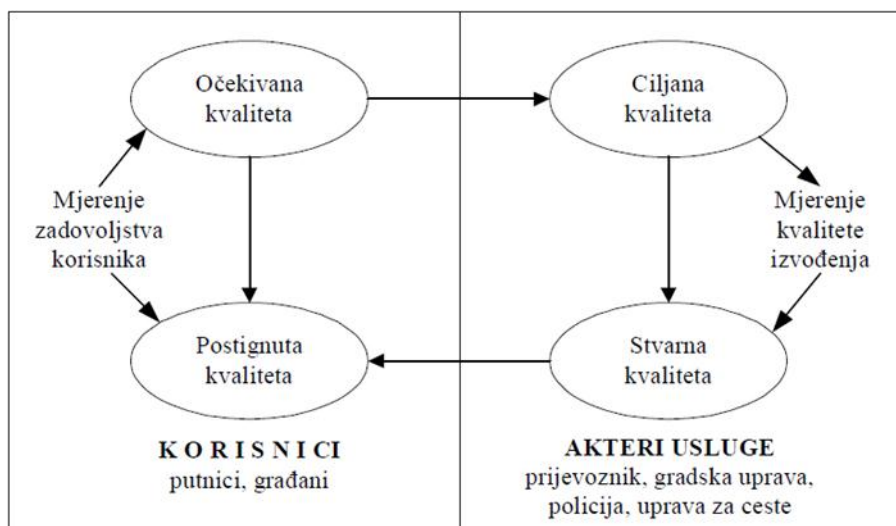 Očekivana
kvaliteta
Ciljana
kvaliteta
Mjerenje
zadovoljstva
korisnika
Mjerenje
kvalitete
izvođenja
Postignuta
kvaliteta
Stvarna
kvaliteta
K O R I S N I CI
putnici, građani
AKTERI USLUGE
prijevoznik, gradska uprava,
policija, uprava za ceste